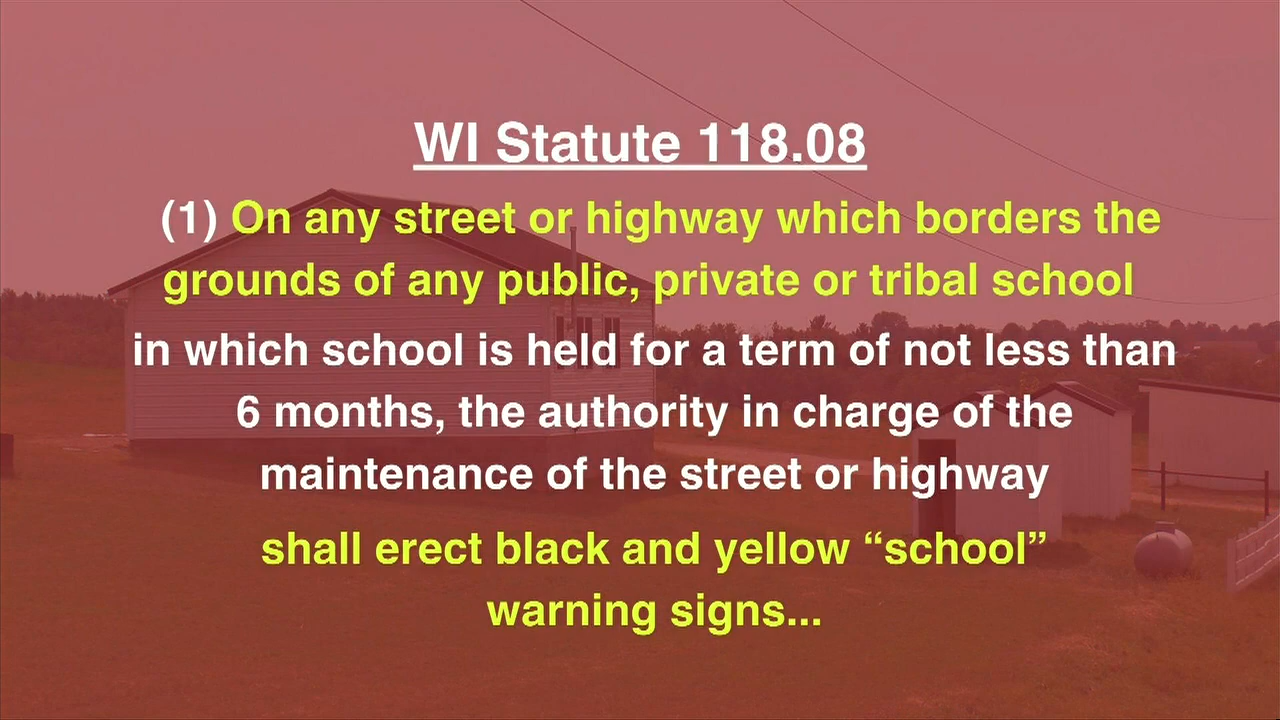 WI Statute 118.08
(1) On any street or highway which borders the
grounds of any public, private or tribal school
in which school is held for a term of not less than
6 months, the authority in charge of the
maintenance of the street or highway
shall erect black and yellow “school”
warning signs...